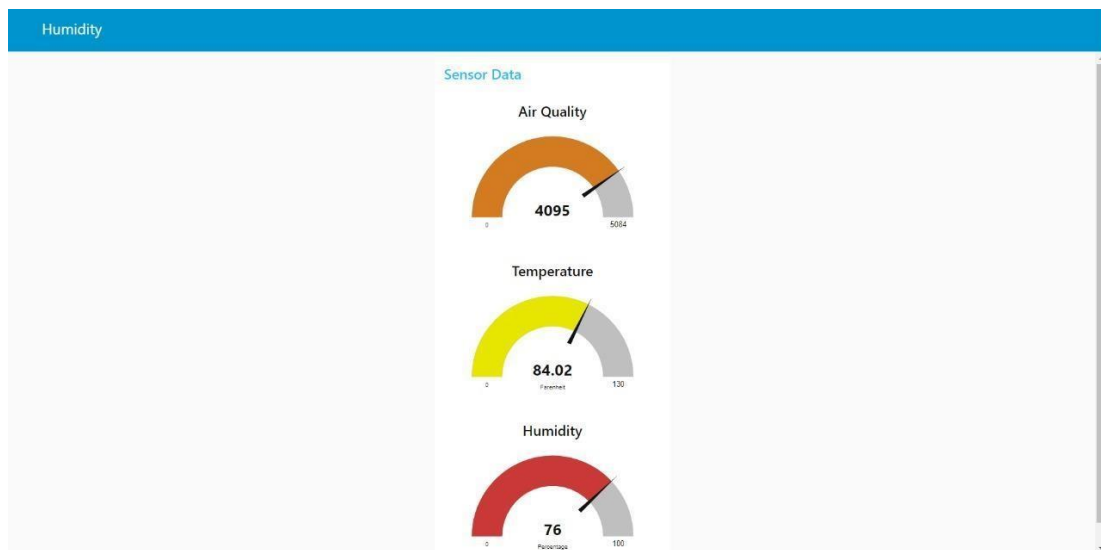 Humidity
Sensor Data
Air Quality
4095
0 5084
Temperature
84.02
Farenheit
0 130
Humidity
76
Percentage
0 100